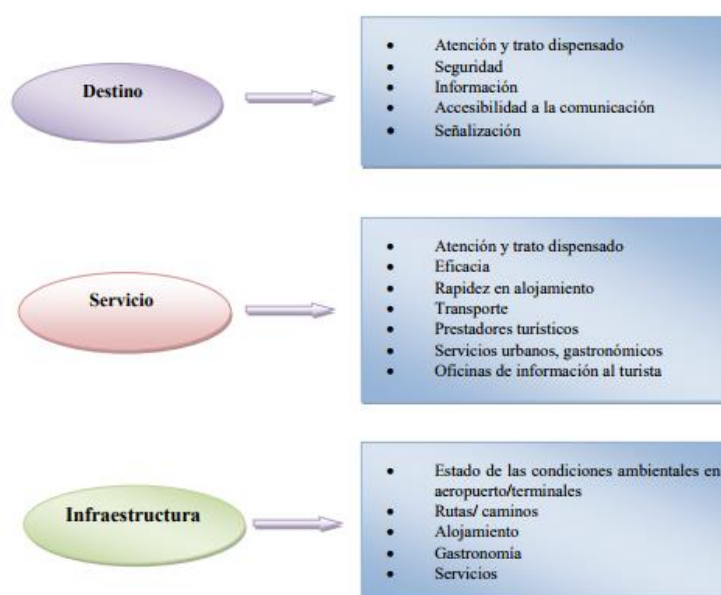 Destino
• Atención y trato dispensado
• Seguridad
• Información
• Accesibilidad a la comunicación
• Señalización
Servicio
• Atención y trato dispensado
• Eficacia
• Rapidez en alojamiento
• Transporte
• Prestadores turísticos
• Servicios urbanos, gastronómicos
• Oficinas de información al turista
Infraestructura
• Estado de las condiciones ambientales en
aeropuerto/terminales
• Rutas/ caminos
• Alojamiento
• Gastronomía
• Servicios